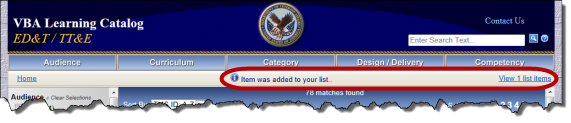 VBA Learning Catalog
ED&T / TT&E
Contact Us
Enter Search Text...
Audience Curriculum Category Design / Delivery Competency
Home Item was added to your list. View 1 list items
78 matches found
Audience « Clear Selections